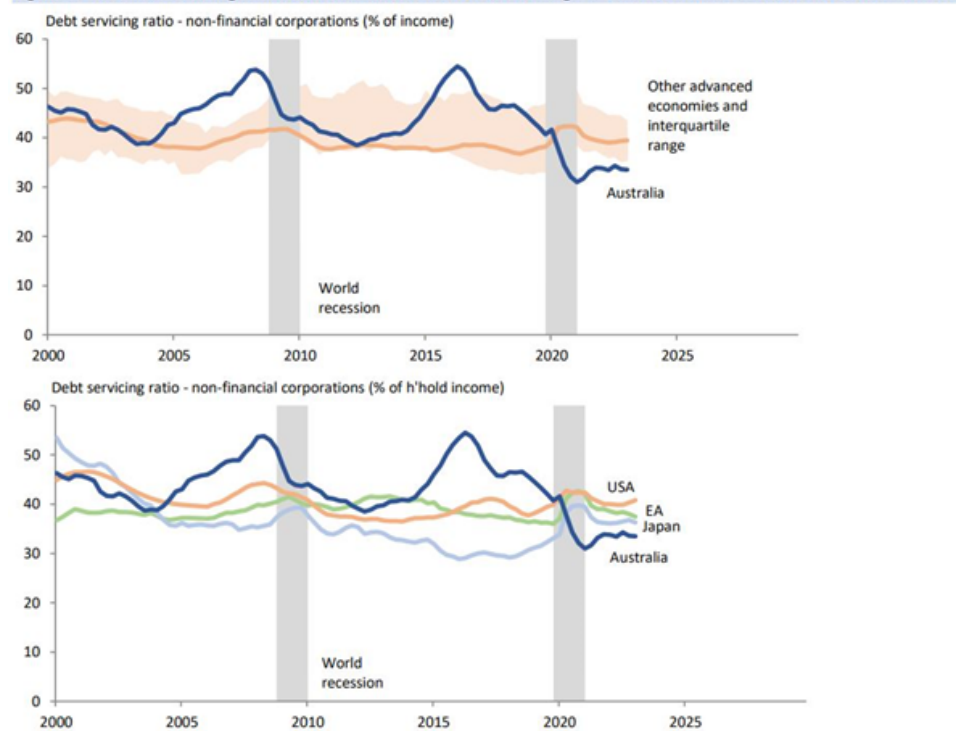 Debt servicing ratio - non-financial corporations (% of income)
60
50
40
30
20
10
0
2000
2005
2010
2015
2020
2025
Other advanced
economies and
interquartile
range
Australia
World
recession
Debt servicing ratio - non-financial corporations (% of h'hold income)
60
50
40
30
20
10
0
2000
2005
2010
2015
2020
2025
USA
EA
Japan
Australia
World
recession